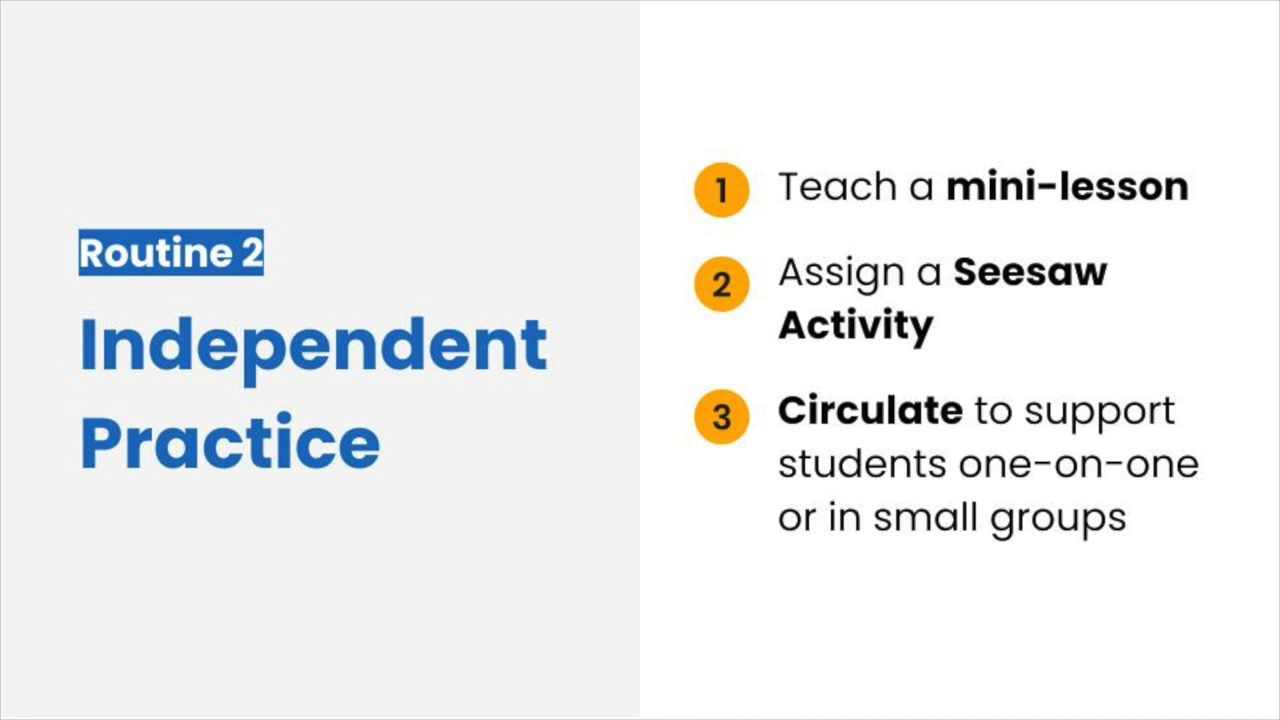 Routine 2
Independent
Practice
1 Teach a mini-lesson
2 Assign a Seesaw
Activity
3 Circulate to support
students one-on-one
or in small groups